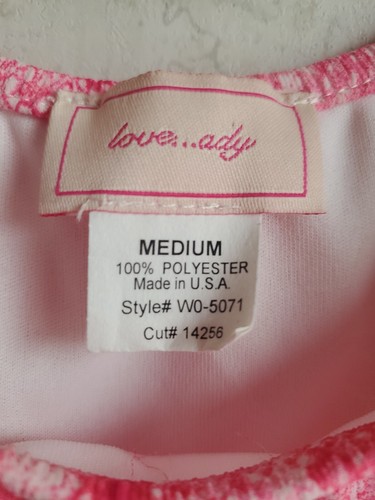 love...ady
MEDIUM
100% POLYESTER
Made in U.S.A.
Style# W0-5071
Cut# 14256